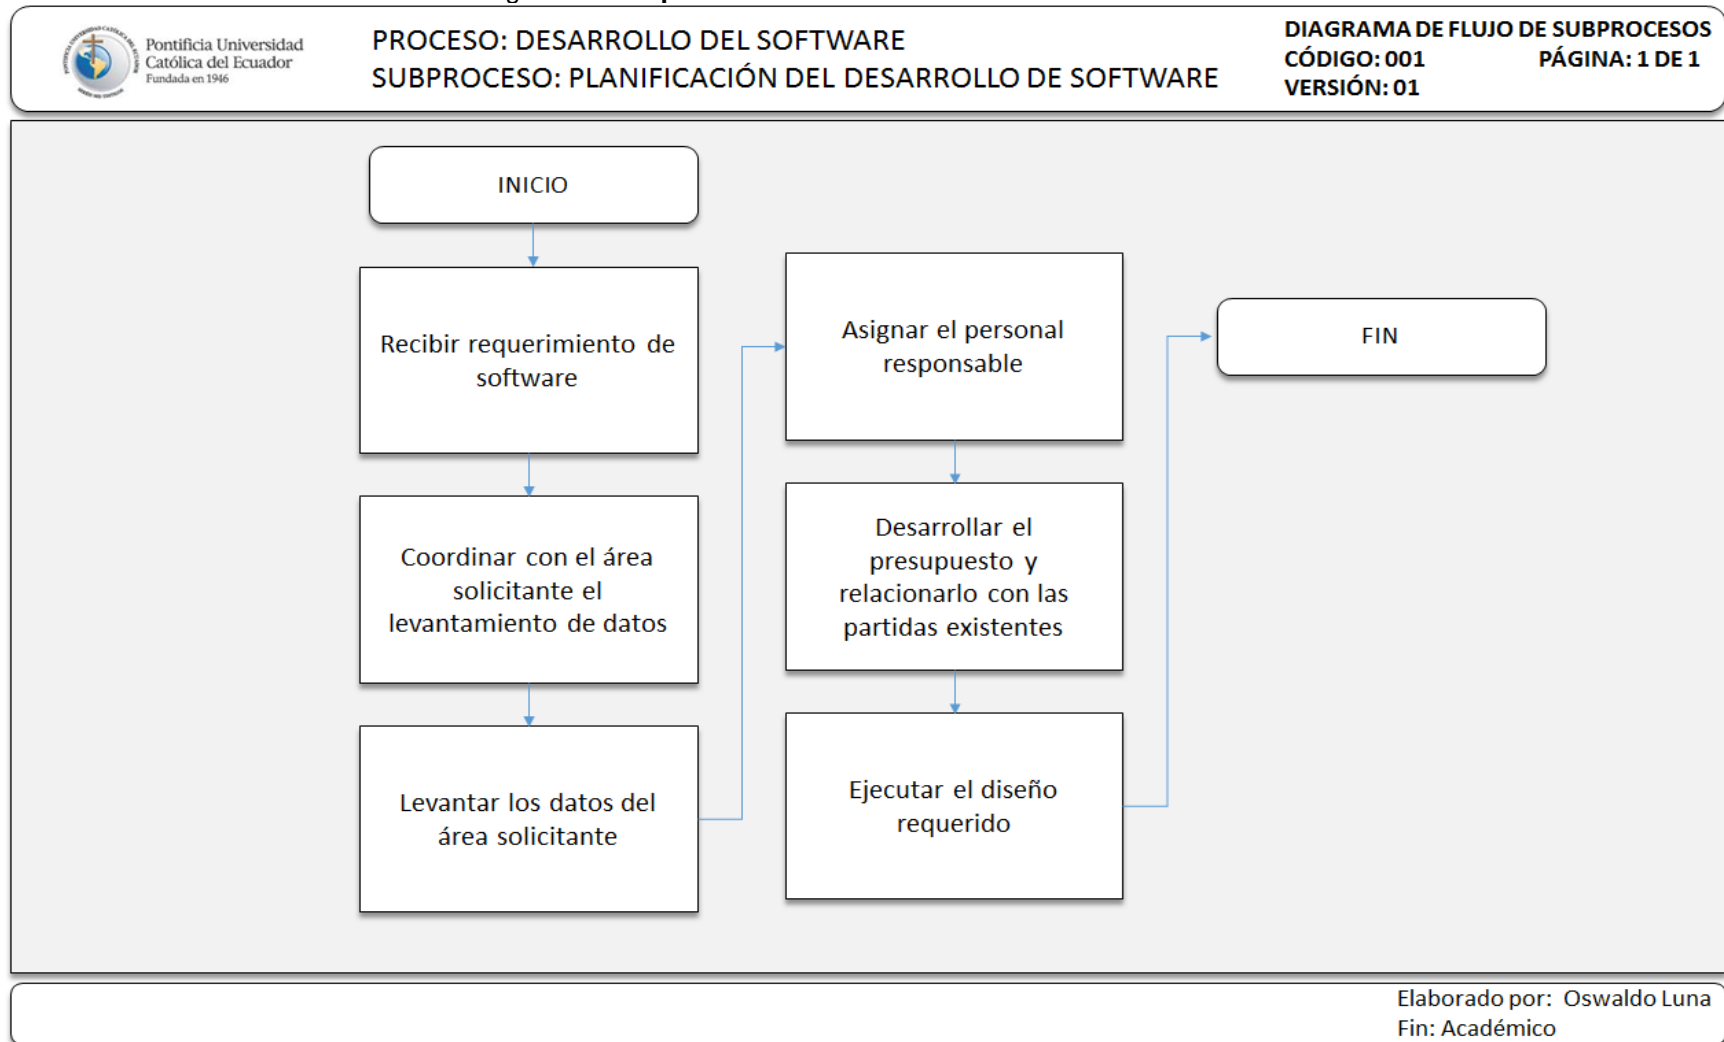 Pontificia Universidad
Católica del Ecuador
Fundada en 1946
PROCESO: DESARROLLO DEL SOFTWARE
SUBPROCESO: PLANIFICACIÓN DEL DESARROLLO DE SOFTWARE
DIAGRAMA DE FLUJO DE SUBPROCESOS
CÓDIGO: 001 PÁGINA: 1 DE 1
VERSIÓN: 01
INICIO
Recibir requerimiento de
software
Coordinar con el área
solicitante el
levantamiento de datos
Levantar los datos del
área solicitante
Asignar el personal
responsable
Desarrollar el
presupuesto y
relacionarlo con las
partidas existentes
Ejecutar el diseño
requerido
FIN
Elaborado por: Oswaldo Luna
Fin: Académico